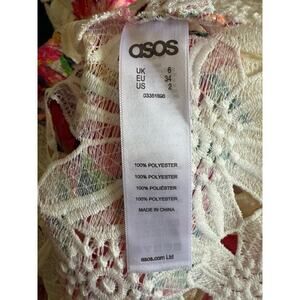 asos
UK 6
EU 34
US 2
100% POLYESTER
100% POLYESTER
100% POLIÉSTER
100% POLYESTER
MADE IN CHINA
asos.com Ltd